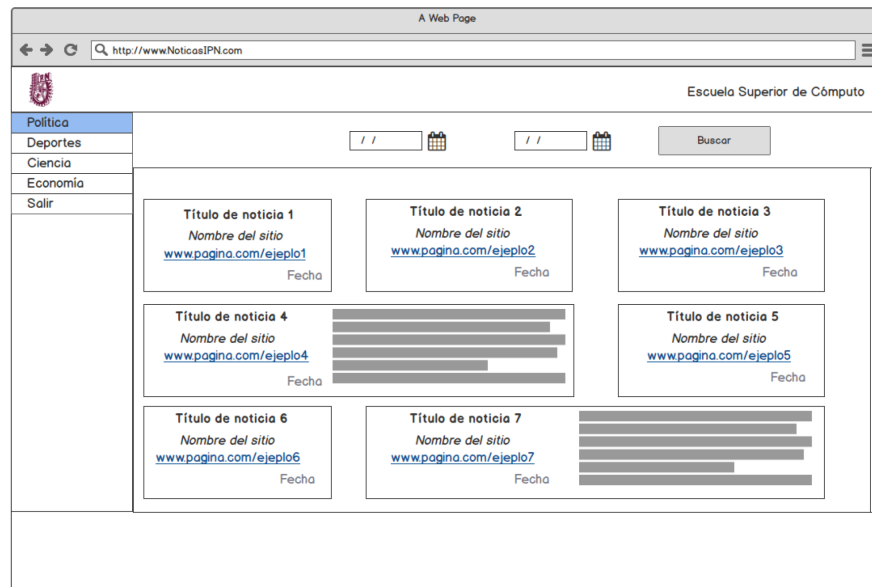 A Web Page
http://www.NoticasIPN.com
Escuela Superior de Cómputo
Política
Deportes
Ciencia
Economía
Salir
/ /
/ /
Buscar
Título de noticia 1
Nombre del sitio
www.pagina.com/ejeplo1
Fecha
Título de noticia 2
Nombre del sitio
www.pagina.com/ejeplo2
Fecha
Título de noticia 3
Nombre del sitio
www.pagina.com/ejeplo3
Fecha
Título de noticia 4
Nombre del sitio
www.pagina.com/ejeplo4
Fecha
Título de noticia 5
Nombre del sitio
www.pagina.com/ejeplo5
Fecha
Título de noticia 6
Nombre del sitio
www.pagina.com/ejeplo6
Fecha
Título de noticia 7
Nombre del sitio
www.pagina.com/ejeplo7
Fecha